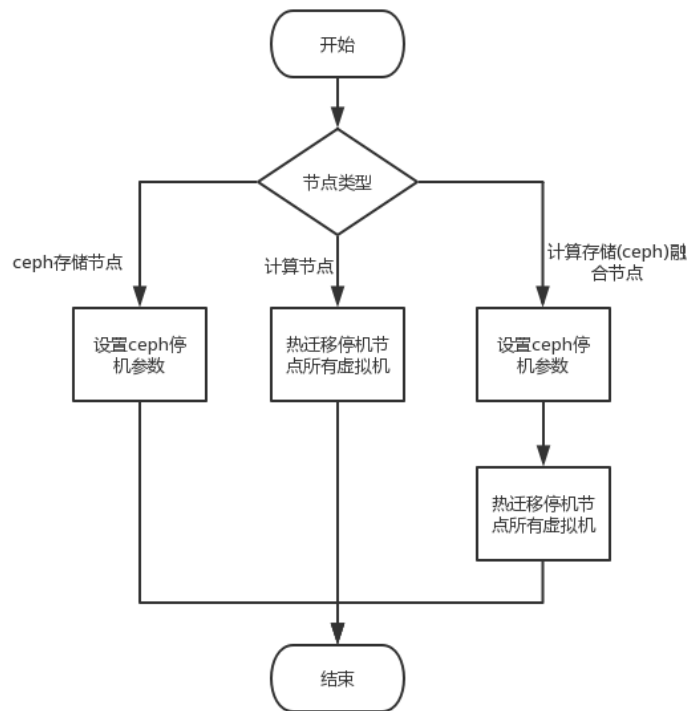 开始
节点类型
ceph存储节点
计算节点
计算存储(ceph)融
合节点
设置ceph停
机参数
热迁移停机节
点所有虚拟机
设置ceph停
机参数
热迁移停机节
点所有虚拟机
结束